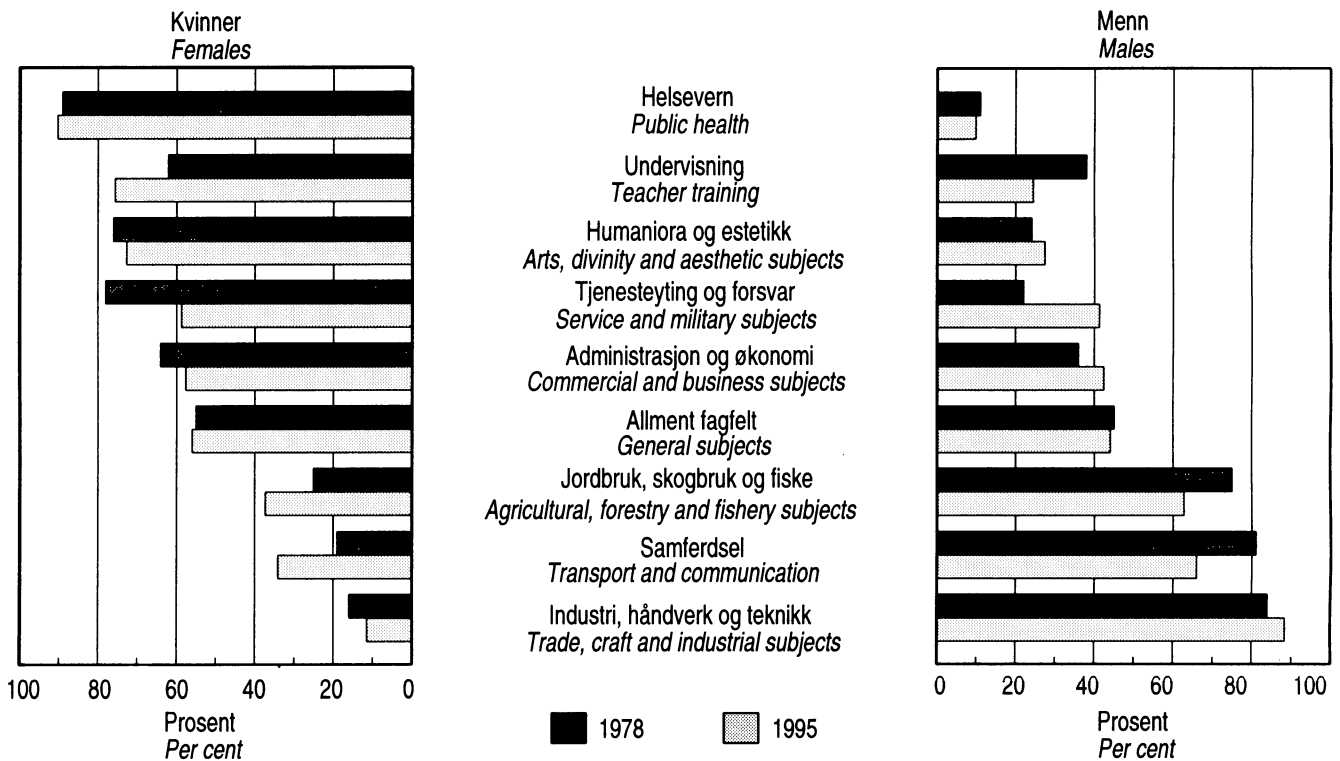 Kvinner
Females
Menn
Males
Helsevern
Public health
Undervisning
Teacher training
Humaniora og estetikk
Arts, divinity and aesthetic subjects
Tjenesteyting og forsvar
Service and military subjects
Administrasjon og økonomi
Commercial and business subjects
Allment fagfelt
General subjects
Jordbruk, skogbruk og fiske
Agricultural, forestry and fishery subjects
Samferdsel
Transport and communication
Industri, håndverk og teknikk
Trade, craft and industrial subjects
100 80 60 40 20 0
Prosent
Per cent
0 20 40 60 80 100
Prosent
Per cent
1978 1995